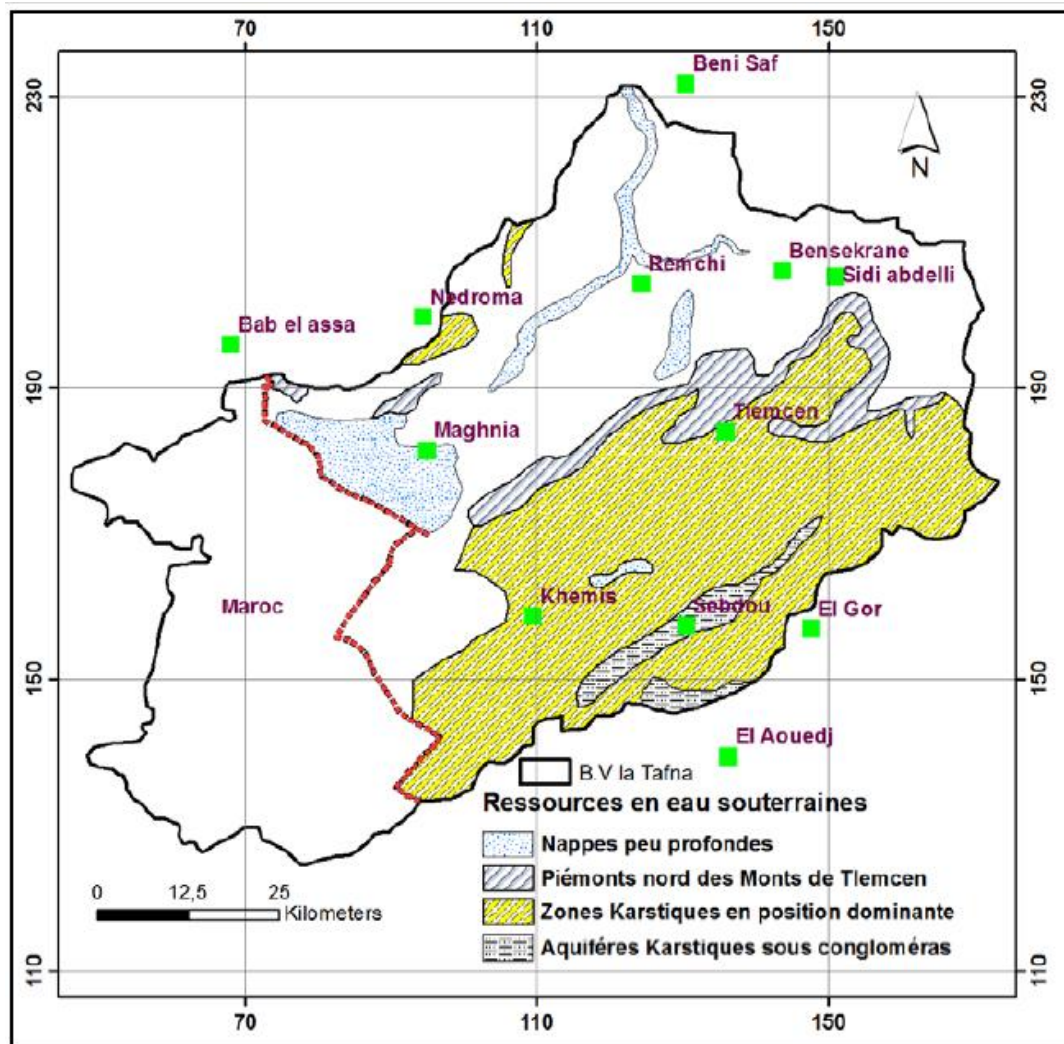 70 110 150
Beni Saf
230 230
N
Bensekrane
Remchi
Sidi abdelli
Nedroma
Bab el assa
190 190
Tlemcen
Maghnia
Maroc
Khemis
Sebdou
El Gor
150 150
El Aouedj
B.V la Tafna
Ressources en eau souterraines
Nappes peu profondes
Piémonts nord des Monts de Tlemcen
0 12,5 25
Kilometers
Zones Karstiques en position dominante
Aquiféres Karstiques sous congloméras
110 110
70 110 150